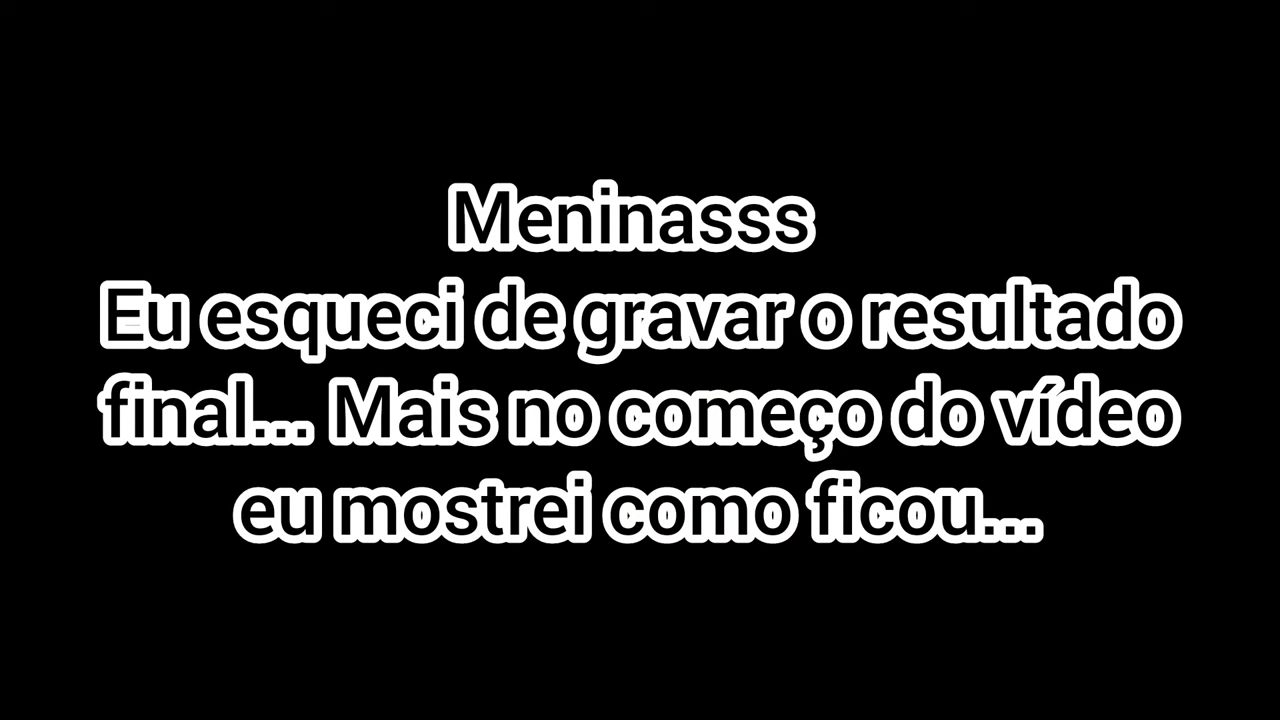 Meninasss
Eu esqueci de gravar o resultado
final... Mais no começo do vídeo
eu mostrei como ficou...